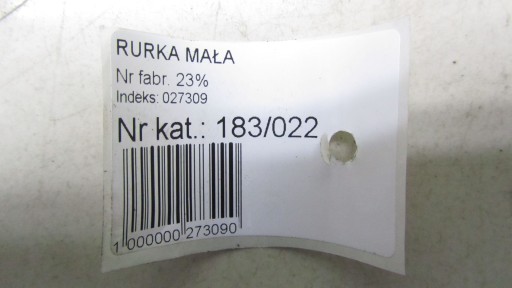 RURKA MAŁA
Nr fabr. 23%
Indeks: 027309
Nr kat.: 183/022
1 000000 273090